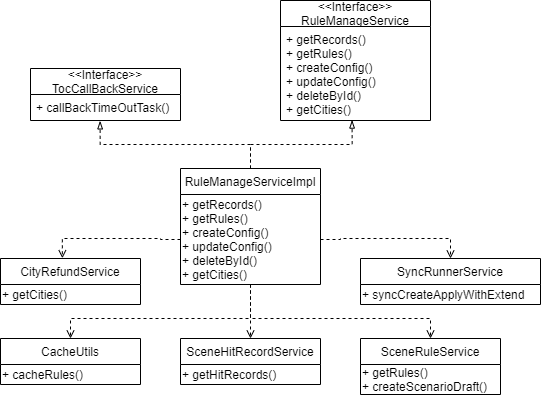 <<Interface>>
RuleManageService
+ getRecords()
+ getRules()
+ createConfig()
+ updateConfig()
+ deleteById()
+ getCities()
<<Interface>>
TocCallBackService
+ callBackTimeOutTask()
RuleManageServiceImpl
+ getRecords()
+ getRules()
+ createConfig()
+ updateConfig()
+ deleteById()
+ getCities()
CityRefundService
+ getCities()
SyncRunnerService
+ syncCreateApplyWithExtend
CacheUtils
+ cacheRules()
SceneHitRecordService
+ getHitRecords()
SceneRuleService
+ getRules()
+ createScenarioDraft()